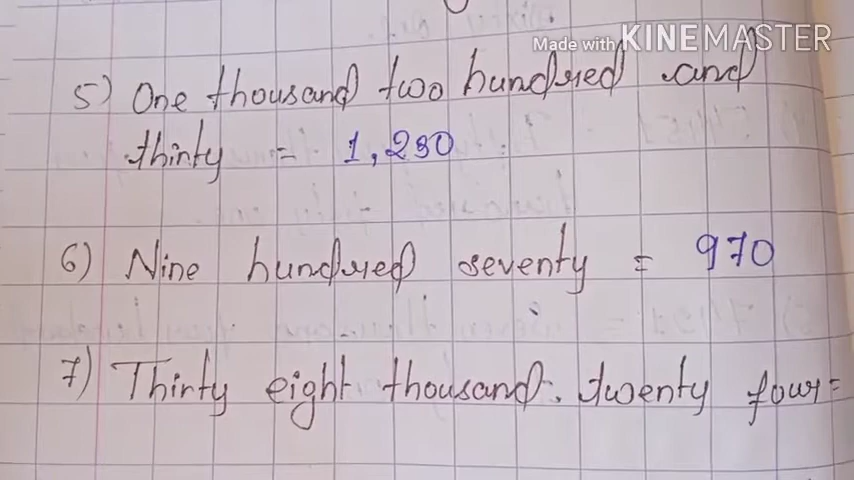 Made with KINEMASTER
5) One thousand two hundred and
thirty = 1,230
6) Nine hundred seventy = 970
7) Thirty eight thousand. twenty four =